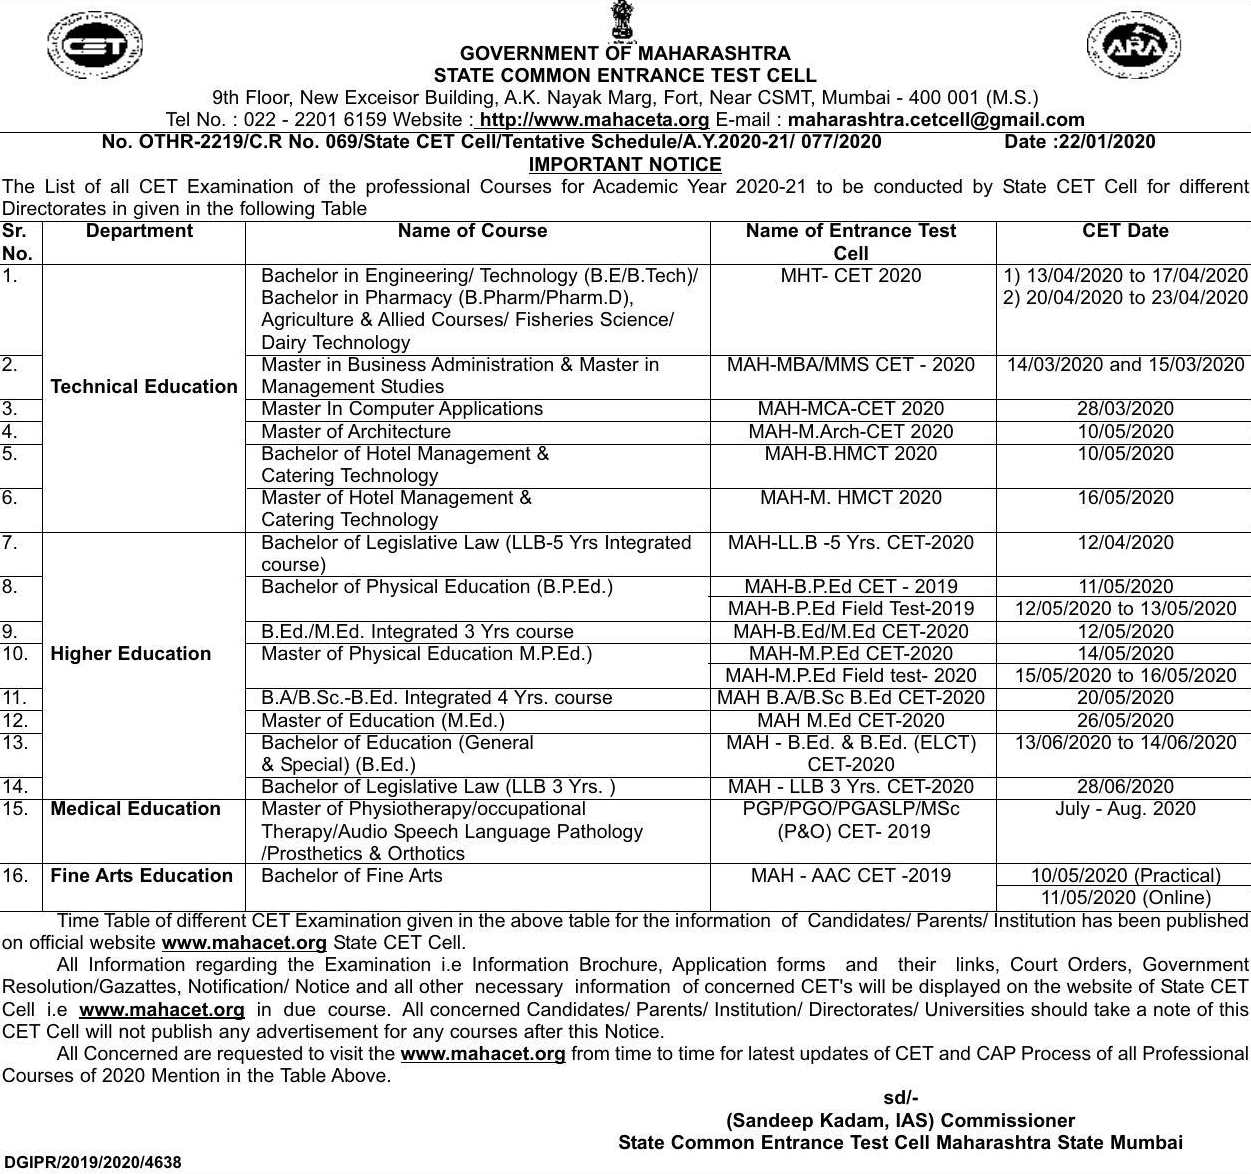 CET
ARA
GOVERNMENT OF MAHARASHTRA
STATE COMMON ENTRANCE TEST CELL
9th Floor, New Exceisor Building, A.K. Nayak Marg, Fort, Near CSMT, Mumbai - 400 001 (M.S.)
Tel No. : 022 - 2201 6159 Website : http://www.mahaceta.org E-mail : maharashtra.cetcell@gmail.com
No. OTHR-2219/C.R No. 069/State CET Cell/Tentative Schedule/A.Y.2020-21/ 077/2020 Date :22/01/2020
IMPORTANT NOTICE
The List of all CET Examination of the professional Courses for Academic Year 2020-21 to be conducted by State CET Cell for different
Directorates in given in the following Table
Sr. Department Name of Course Name of Entrance Test CET Date
No. Cell
1. Bachelor in Engineering/ Technology (B.E/B.Tech)/ MHT- CET 2020 1) 13/04/2020 to 17/04/2020
Bachelor in Pharmacy (B.Pharm/Pharm.D), 2) 20/04/2020 to 23/04/2020
Agriculture & Allied Courses/ Fisheries Science/
Dairy Technology
2. Master in Business Administration & Master in MAH-MBA/MMS CET - 2020 14/03/2020 and 15/03/2020
Technical Education Management Studies
3. Master In Computer Applications MAH-MCA-CET 2020 28/03/2020
4. Master of Architecture MAH-M.Arch-CET 2020 10/05/2020
5. Bachelor of Hotel Management & MAH-B.HMCT 2020 10/05/2020
Catering Technology
6. Master of Hotel Management & MAH-M. HMCT 2020 16/05/2020
Catering Technology
7. Bachelor of Legislative Law (LLB-5 Yrs Integrated MAH-LL.B -5 Yrs. CET-2020 12/04/2020
course)
8. Bachelor of Physical Education (B.P.Ed.) MAH-B.P.Ed CET - 2019 11/05/2020
MAH-B.P.Ed Field Test-2019 12/05/2020 to 13/05/2020
9. B.Ed./M.Ed. Integrated 3 Yrs course MAH-B.Ed/M.Ed CET-2020 12/05/2020
10. Higher Education Master of Physical Education M.P.Ed.) MAH-M.P.Ed CET-2020 14/05/2020
MAH-M.P.Ed Field test- 2020 15/05/2020 to 16/05/2020
11. B.A/B.Sc.-B.Ed. Integrated 4 Yrs. course MAH B.A/B.Sc B.Ed CET-2020 20/05/2020
12. Master of Education (M.Ed.) MAH M.Ed CET-2020 26/05/2020
13. Bachelor of Education (General MAH - B.Ed. & B.Ed. (ELCT) 13/06/2020 to 14/06/2020
& Special) (B.Ed.) CET-2020
14. Bachelor of Legislative Law (LLB 3 Yrs. ) MAH - LLB 3 Yrs. CET-2020 28/06/2020
15. Medical Education Master of Physiotherapy/occupational PGP/PGO/PGASLP/MSc July - Aug. 2020
Therapy/Audio Speech Language Pathology (P&O) CET- 2019
/Prosthetics & Orthotics
16. Fine Arts Education Bachelor of Fine Arts MAH - AAC CET -2019 10/05/2020 (Practical)
11/05/2020 (Online)
Time Table of different CET Examination given in the above table for the information of Candidates/ Parents/ Institution has been published
on official website www.mahacet.org State CET Cell.
All Information regarding the Examination i.e Information Brochure, Application forms and their links, Court Orders, Government
Resolution/Gazattes, Notification/ Notice and all other necessary information of concerned CET's will be displayed on the website of State CET
Cell i.e www.mahacet.org in due course. All concerned Candidates/ Parents/ Institution/ Directorates/ Universities should take a note of this
CET Cell will not publish any advertisement for any courses after this Notice.
All Concerned are requested to visit the www.mahacet.org from time to time for latest updates of CET and CAP Process of all Professional
Courses of 2020 Mention in the Table Above.
sd/-
(Sandeep Kadam, IAS) Commissioner
State Common Entrance Test Cell Maharashtra State Mumbai
DGIPR/2019/2020/4638